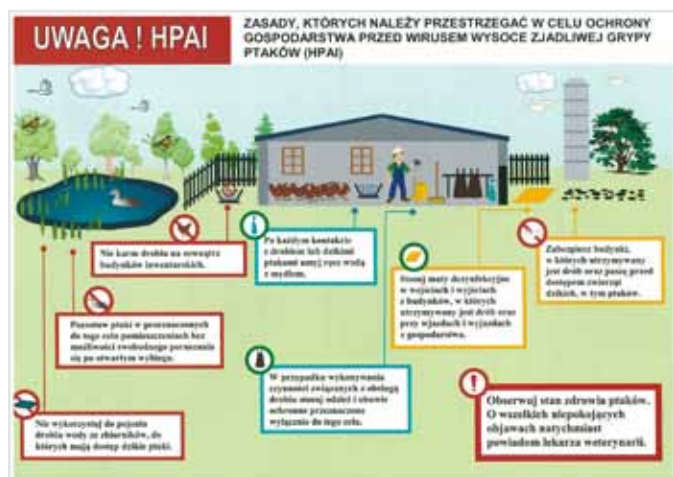 UWAGA ! HPAI
ZASADY, KTÓRYCH NALEŻY PRZESTRZEGAĆ W CELU OCHRONY
GOSPODARSTWA PRZED WIRUSEM WYSOCE ZJADLIWEJ GRYPY
PTAKÓW (HPAI)
Nie karm drobiu na zewnątrz
budynków inwentarskich.
Po każdym kontakcie
z drobiem lub dzikimi
ptakami umyj ręce wodą
z mydłem.
Stosuj maty dezynfekcyjne
w wejściach i wyjściach
z budynków, w których
utrzymywany jest drób oraz
przy wjazdach i wyjazdach
z gospodarstwa.
Zabezpiecz budynki,
w których utrzymywany
jest drób oraz paszę przed
dostępem zwierząt
dzikich, w tym ptaków.
Pozostaw ptaki w przeznaczonych
do tego celu pomieszczeniach bez
możliwości swobodnego poruszania
się po otwartym wybiegu.
W przypadku wykonywania
czynności związanych z obsługą
drobiu stosuj odzież i obuwie
ochronne przeznaczone
wyłącznie do tego celu.
Nie wykorzystuj do pojenia
drobiu wody ze zbiorników, do
których mają dostęp dzikie ptaki.
Obserwuj stan zdrowia ptaków.
O wszelkich niepokojących
objawach natychmiast
powiadom lekarza weterynarii.